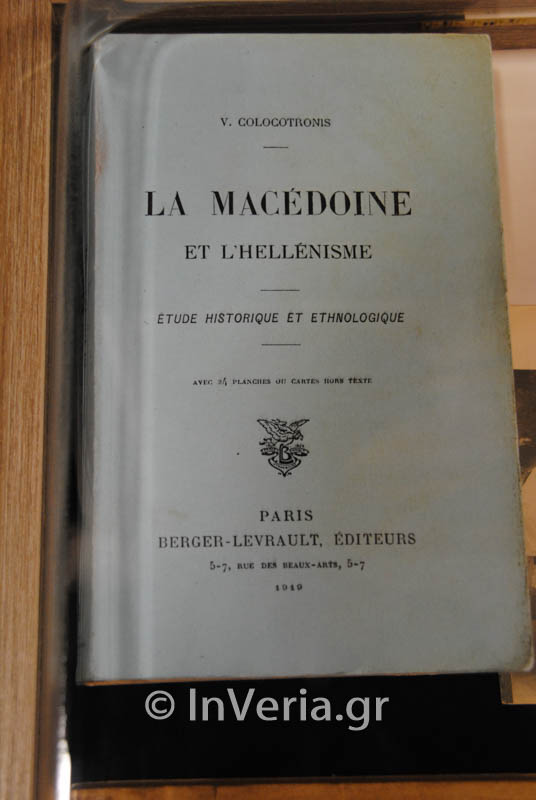 V. COLOCOTRONIS
LA MACÉDOINE
ET L'HELLÉNISME
ÉTUDE HISTORIQUE ET ETHNOLOGIQUE
AVEC 24 PLANCHES OU CARTES HORS TEXTE
PARIS
BERGER-LEVRAULT, ÉDITEURS
5-7, RUE DES BEAUX-ARTS, 5-7
1919
© InVeria.gr